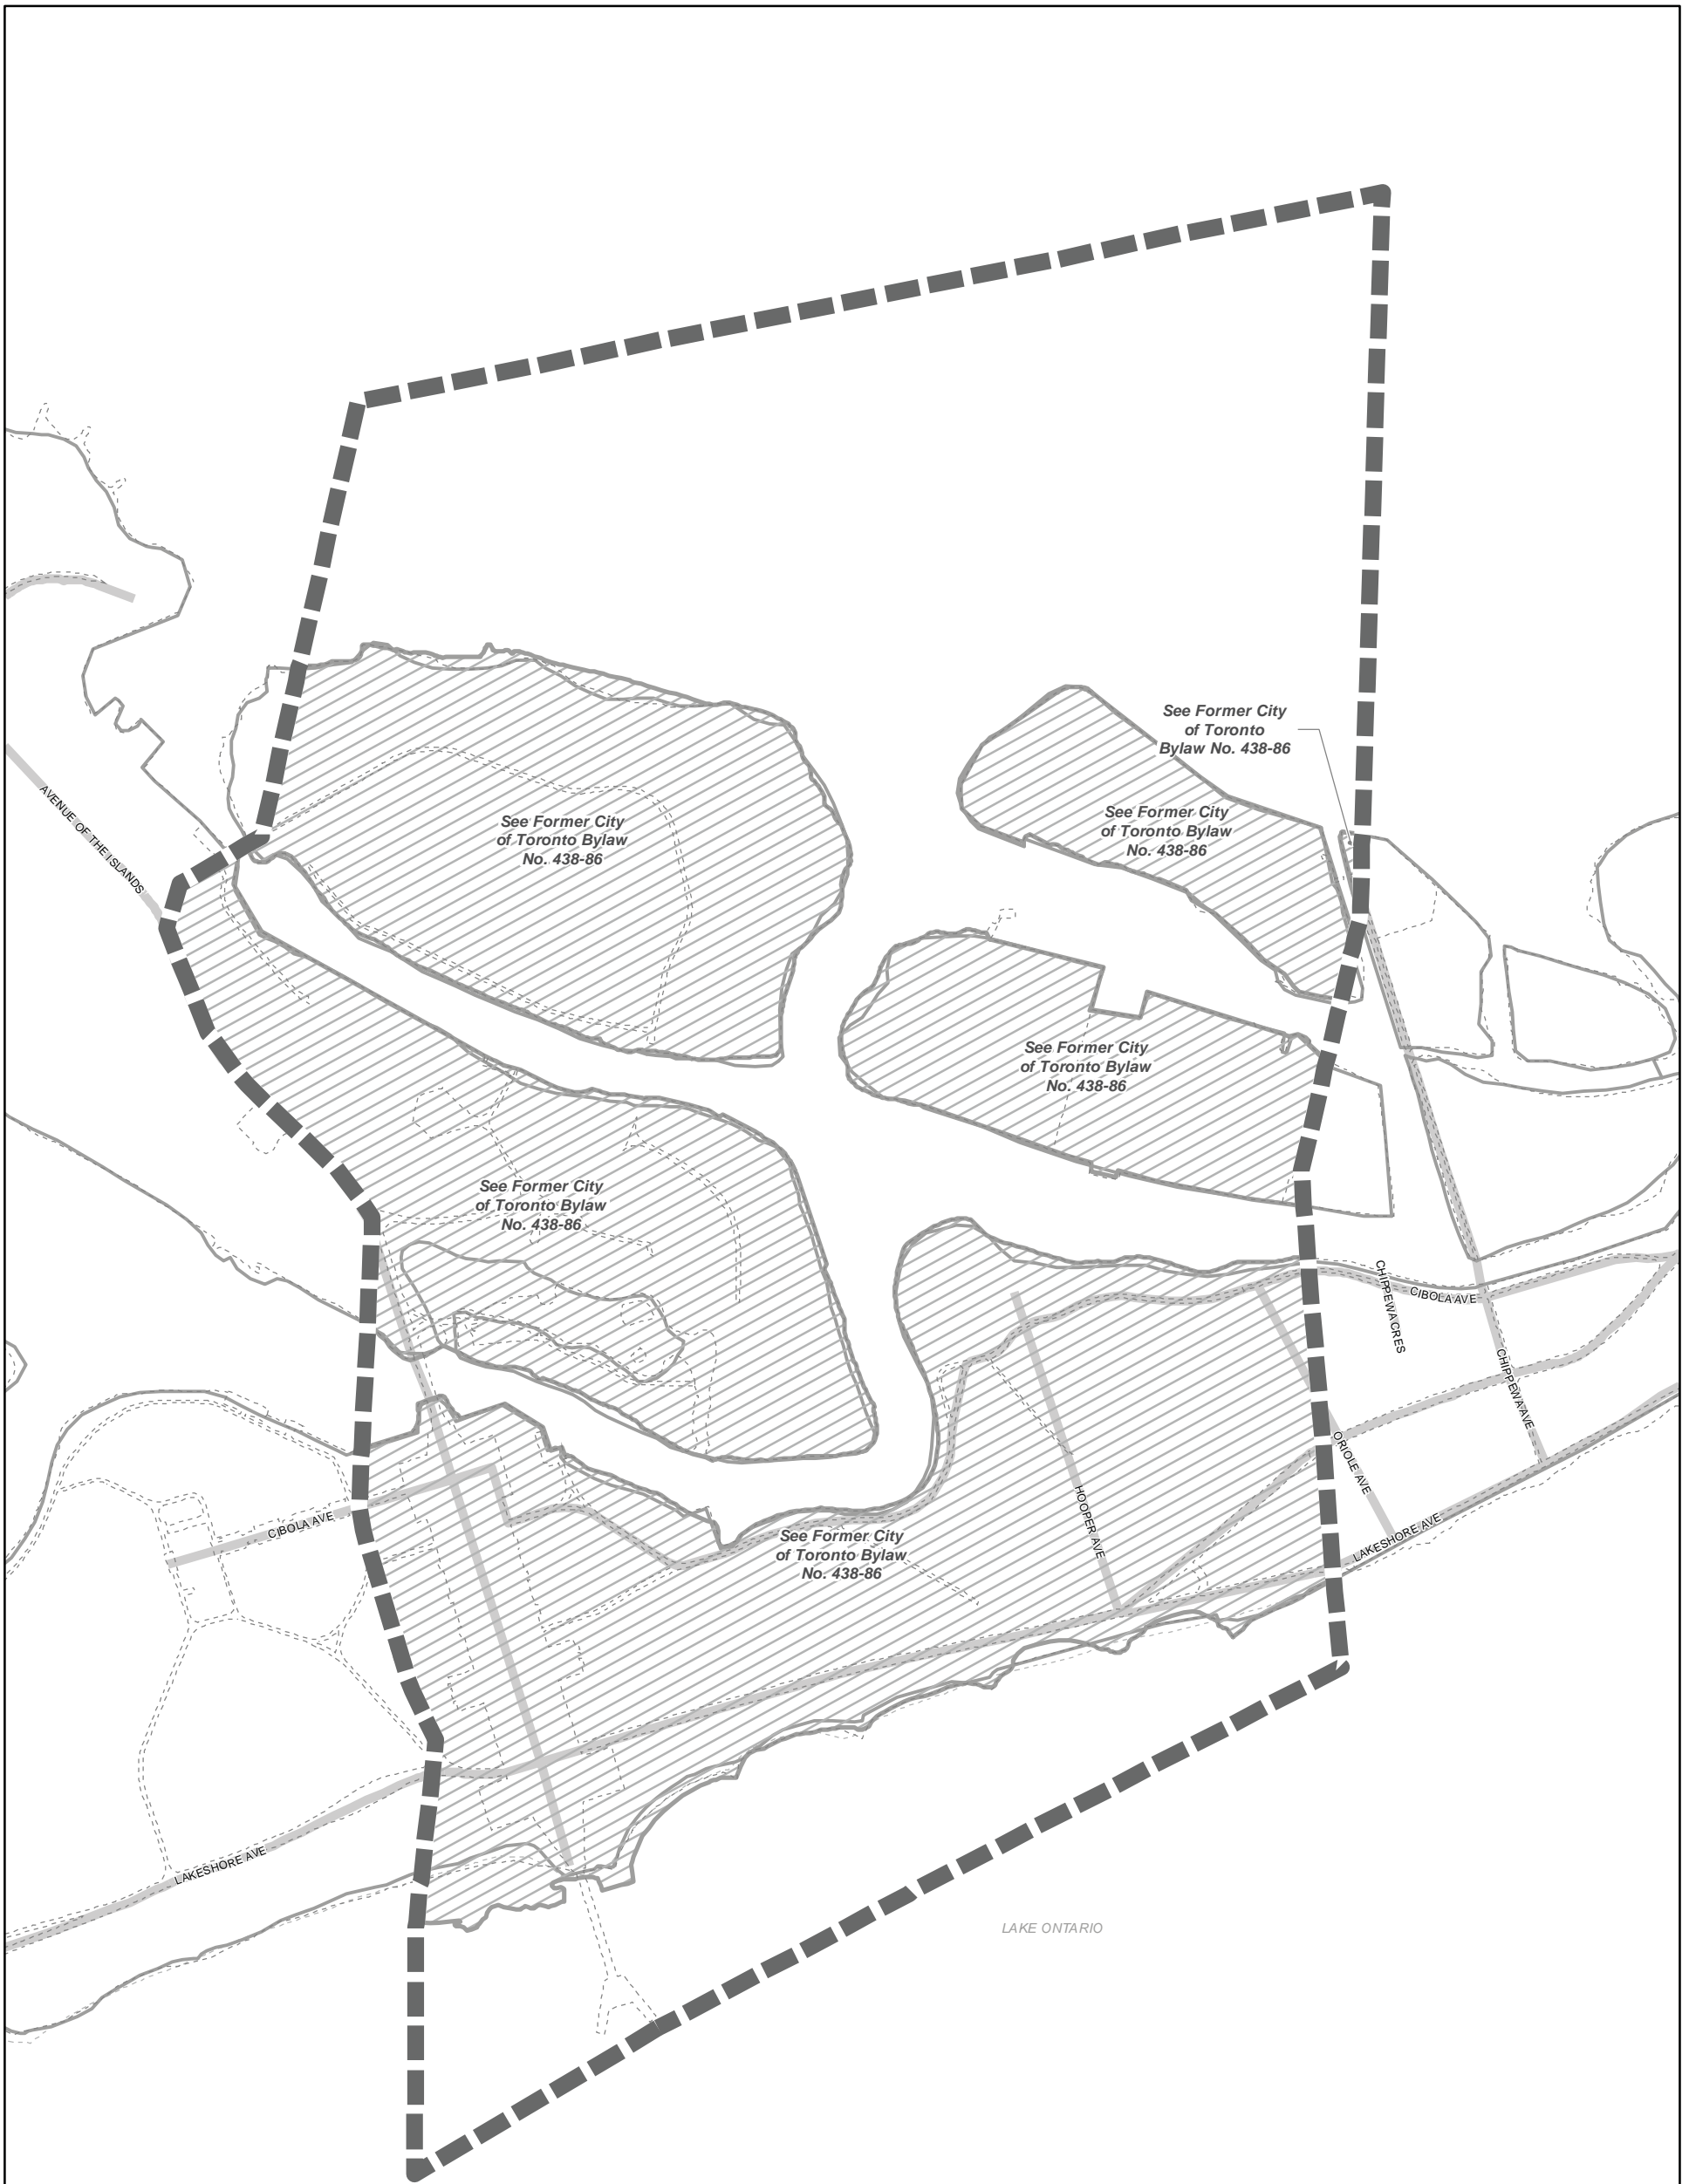 See Former City
of Toronto
Bylaw No. 438-86
See Former City
of Toronto Bylaw
No. 438-86
See Former City
of Toronto Bylaw
No. 438-86
AVENUE OF THE ISLANDS
See Former City
of Toronto Bylaw
No. 438-86
See Former City
of Toronto Bylaw
No. 438-86
CHIPPEWACRES
CIBOLA AVE
CHIPPEWA AVE
ORIOLE AVE
HOOPER AVE
CIBOLA AVE
LAKESHORE AVE
See Former City
of Toronto Bylaw
No. 438-86
LAKESHORE AVE
LAKE ONTARIO